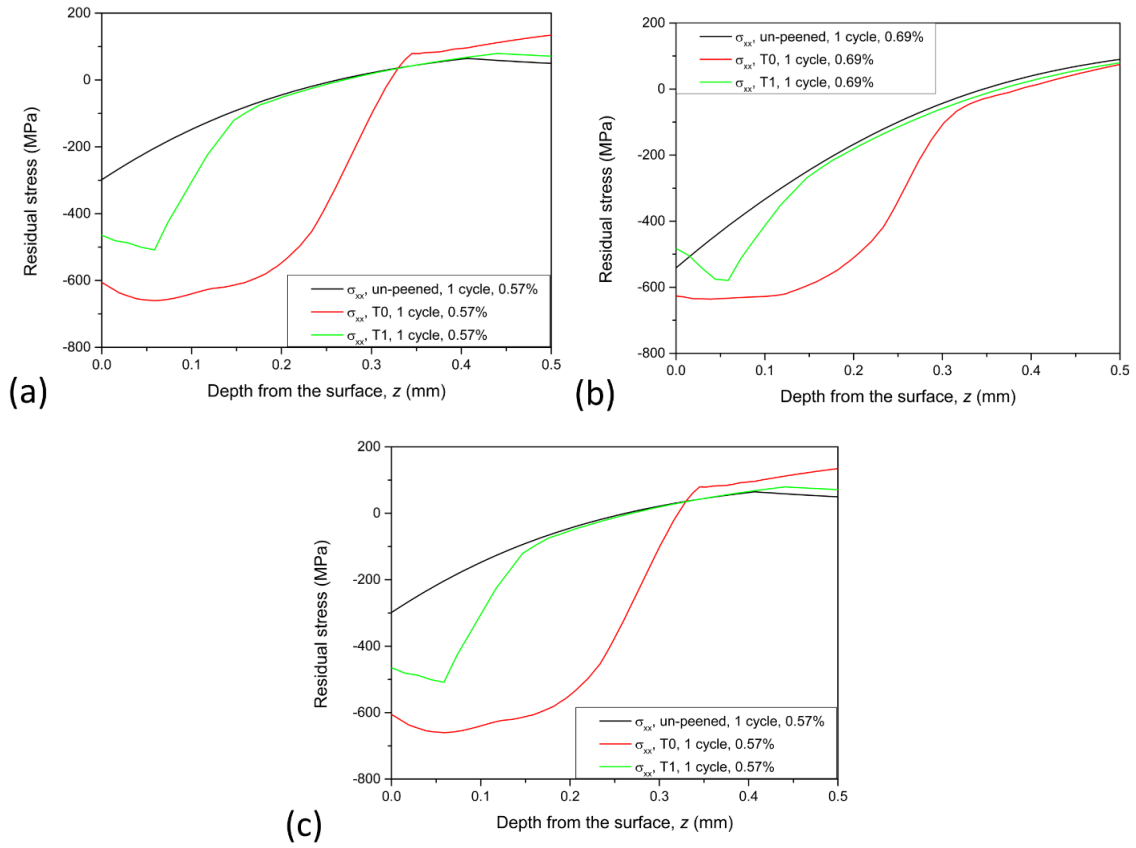 200
0
-200
-400
-600
-800
Residual stress (MPa)
0.0 0.1 0.2 0.3 0.4 0.5
Depth from the surface, z (mm)
σxx, un-peened, 1 cycle, 0.57%
σxx, T0, 1 cycle, 0.57%
σxx, T1, 1 cycle, 0.57%
(a)
200
0
-200
-400
-600
-800
Residual stress (MPa)
σxx, un-peened, 1 cycle, 0.69%
σxx, T0, 1 cycle, 0.69%
σxx, T1, 1 cycle, 0.69%
0.0 0.1 0.2 0.3 0.4 0.5
Depth from the surface, z (mm)
(b)
200
0
-200
-400
-600
-800
Residual stress (MPa)
σxx, un-peened, 1 cycle, 0.57%
σxx, T0, 1 cycle, 0.57%
σxx, T1, 1 cycle, 0.57%
0.0 0.1 0.2 0.3 0.4 0.5
Depth from the surface, z (mm)
(c)